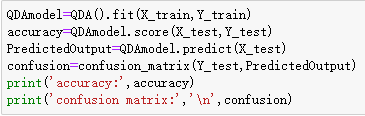 QDAmodel=QDA().fit(X_train,Y_train)
accuracy=QDAmodel.score(X_test,Y_test)
PredictedOutput=QDAmodel.predict(X_test)
confusion=confusion_matrix(Y_test,PredictedOutput)
print('accuracy:',accuracy)
print('confusion matrix:','\n',confusion)